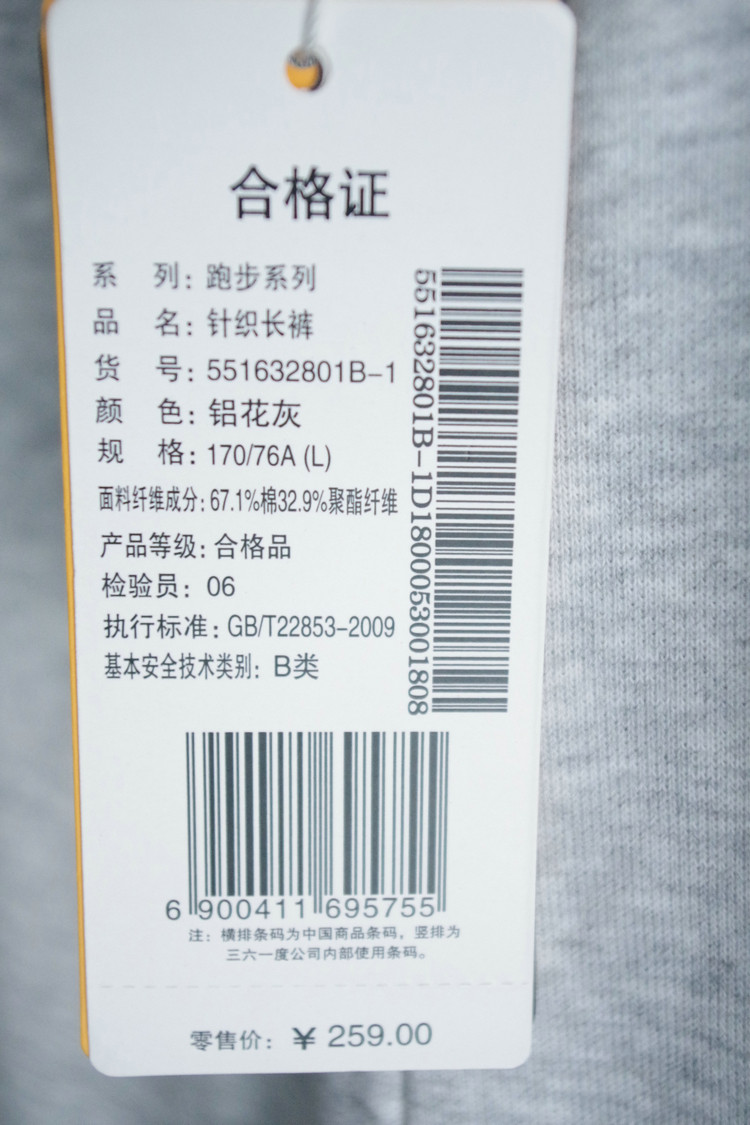 合格证
系 列：跑步系列
品 名：针织长裤
货 号：551632801B-1
颜 色：铝花灰
规 格：170/76A (L)
面料纤维成分：67.1%棉32.9%聚酯纤维
产品等级：合格品
检验员：06
执行标准：GB/T22853-2009
基本安全技术类别：B类
551632801B-1D1800053001808
6 900411 695755
注：横排条码为中国商品条码，竖排为
三六一度公司内部使用条码。
零售价：￥259.00